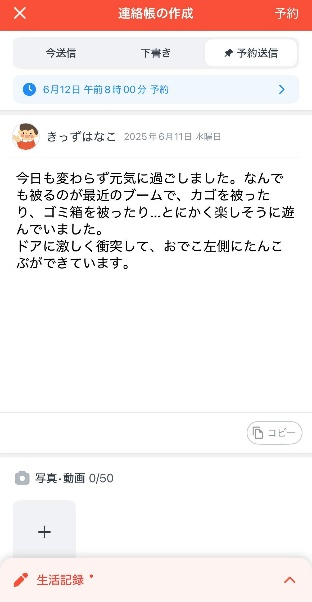 連絡帳の作成
予約
今送信
下書き
予約送信
6月12日 午前8時00分 予約
きっずはなこ 2025年6月11日 水曜日
今日も変わらず元気に過ごしました。なんで
も被るのが最近のブームで、カゴを被った
り、ゴミ箱を被ったり...とにかく楽しそうに遊
んでいました。
ドアに激しく衝突して、おでこ左側にたんこ
ぶができています。
コピー
写真・動画 0/50
生活記録 *